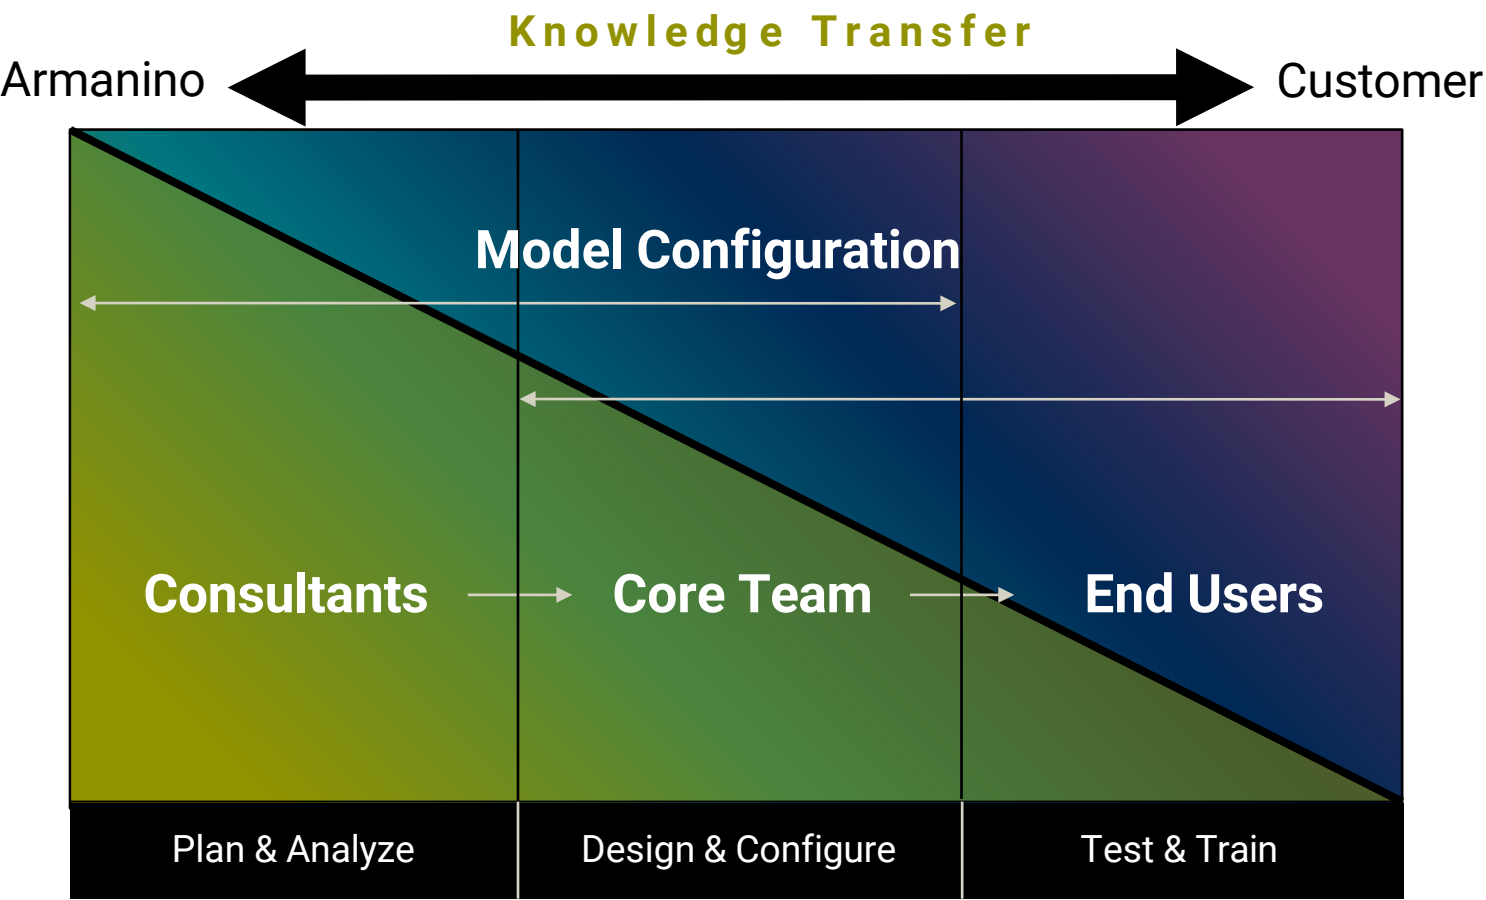 Knowledge Transfer
Armanino
Customer
Model Configuration
Consultants
Core Team
End Users
Plan & Analyze
Design & Configure
Test & Train